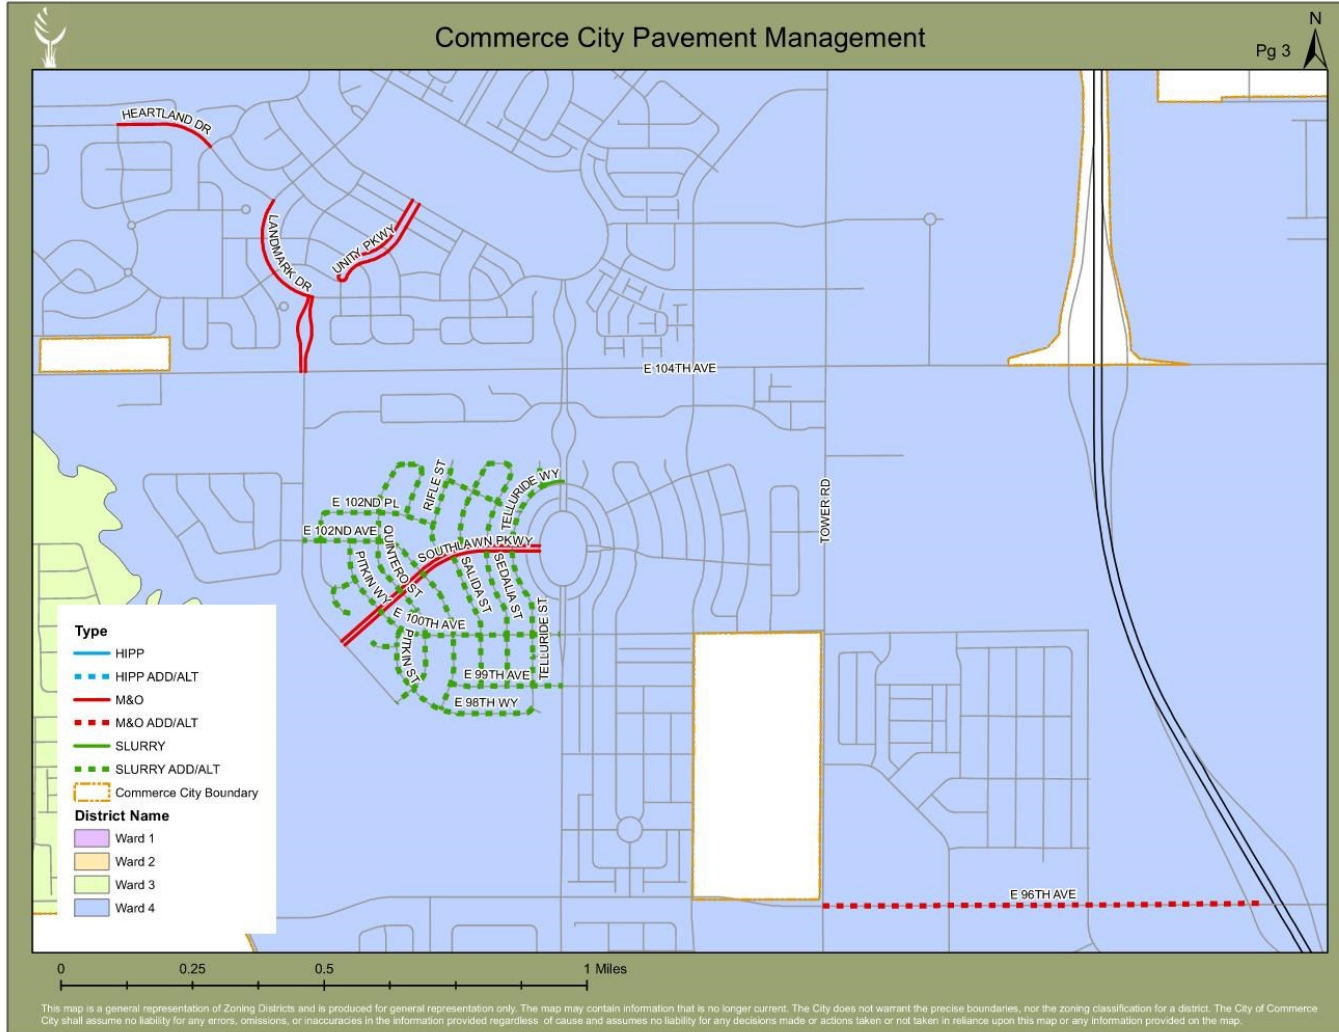 Commerce City Pavement Management
N
Pg 3
HEARTLAND DR
LANDMARK DR
UNITY PKWY
E 104TH AVE
TOWER RD
RIFLE ST
TELLURIDE WY
E 102ND PL
E 102ND AVE
QUINTERO ST
SOUTHLAWN PKWY
PITKIN WY
SALIDA ST
SEDALIA ST
E 100TH AVE
TELLURIDE ST
PITKIN ST
E 99TH AVE
E 98TH WY
E 96TH AVE
Type
HIPP
HIPP ADD/ALT
M&O
M&O ADD/ALT
SLURRY
SLURRY ADD/ALT
Commerce City Boundary
District Name
Ward 1
Ward 2
Ward 3
Ward 4
0 0.25 0.5 1 Miles
This map is a general representation of Zoning Districts and is produced for general representation only. The map may contain information that is no longer current. The City does not warrant the precise boundaries, nor the zoning classification for a district. The City of Commerce
City shall assume no liability for any errors, omissions, or inaccuracies in the information provided regardless of cause and assumes no liability for any decisions made or actions taken or not taken in reliance upon this map or any information provided on the map.